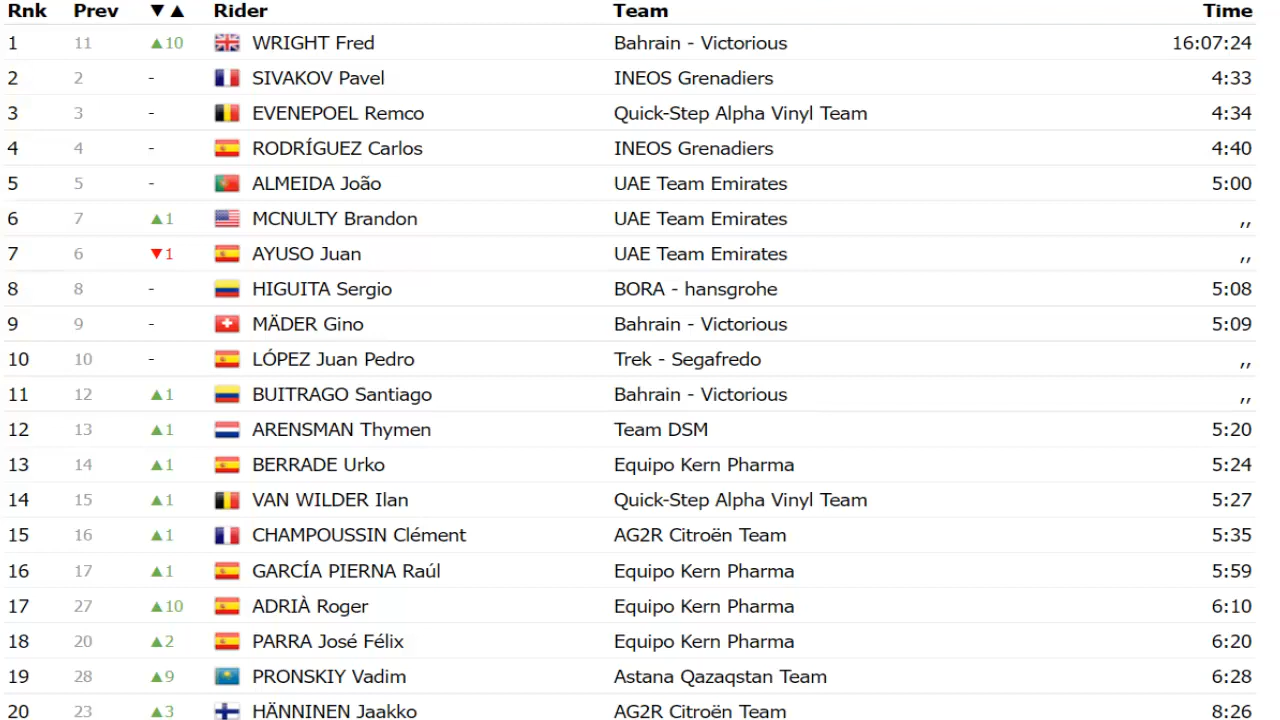 Rnk Prev ▼▲ Rider Team Time
1 11 ▲10 WRIGHT Fred Bahrain - Victorious 16:07:24
2 2 - SIVAKOV Pavel INEOS Grenadiers 4:33
3 3 - EVENEPOEL Remco Quick-Step Alpha Vinyl Team 4:34
4 4 - RODRÍGUEZ Carlos INEOS Grenadiers 4:40
5 5 - ALMEIDA João UAE Team Emirates 5:00
6 7 ▲1 MCNULTY Brandon UAE Team Emirates ,,
7 6 ▼1 AYUSO Juan UAE Team Emirates ,,
8 8 - HIGUITA Sergio BORA - hansgrohe 5:08
9 9 - MÄDER Gino Bahrain - Victorious 5:09
10 10 - LÓPEZ Juan Pedro Trek - Segafredo ,,
11 12 ▲1 BUITRAGO Santiago Bahrain - Victorious ,,
12 13 ▲1 ARENSMAN Thymen Team DSM 5:20
13 14 ▲1 BERRADE Urko Equipo Kern Pharma 5:24
14 15 ▲1 VAN WILDER Ilan Quick-Step Alpha Vinyl Team 5:27
15 16 ▲1 CHAMPOUSSIN Clément AG2R Citroën Team 5:35
16 17 ▲1 GARCÍA PIERNA Raúl Equipo Kern Pharma 5:59
17 27 ▲10 ADRIÀ Roger Equipo Kern Pharma 6:10
18 20 ▲2 PARRA José Félix Equipo Kern Pharma 6:20
19 28 ▲9 PRONSKIY Vadim Astana Qazaqstan Team 6:28
20 23 ▲3 HÄNNINEN Jaakko AG2R Citroën Team 8:26